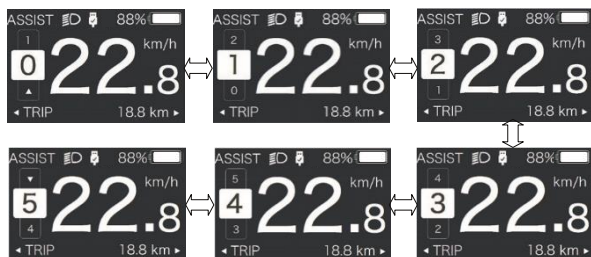 ASSIST 88%
1 km/h
0 22.8
TRIP 18.8 km
ASSIST 88%
2 km/h
1 22.8
0
TRIP 18.8 km
ASSIST 88%
3 km/h
2 22.8
1
TRIP 18.8 km
ASSIST 88%
km/h
5 22.8
4
TRIP 18.8 km
ASSIST 88%
5 km/h
4 22.8
3
TRIP 18.8 km
ASSIST 88%
4 km/h
3 22.8
2
TRIP 18.8 km